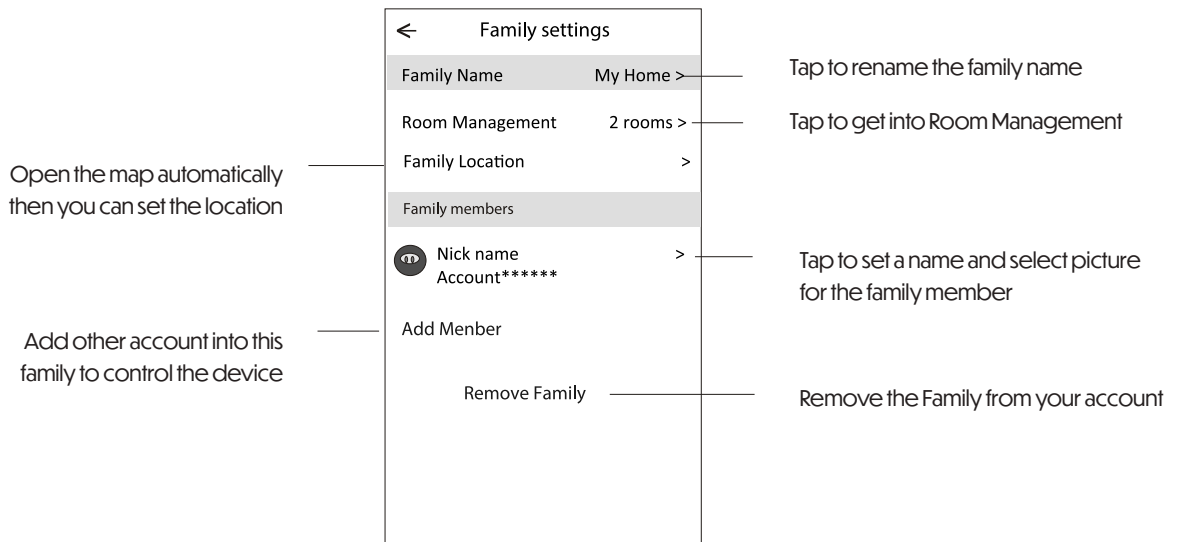 Family settings
Family Name My Home >
Tap to rename the family name
Room Management 2 rooms >
Tap to get into Room Management
Family Location >
Open the map automatically
then you can set the location
Family members
Nick name >
Account******
Tap to set a name and select picture
for the family member
Add Menber
Add other account into this
family to control the device
Remove Family
Remove the Family from your account